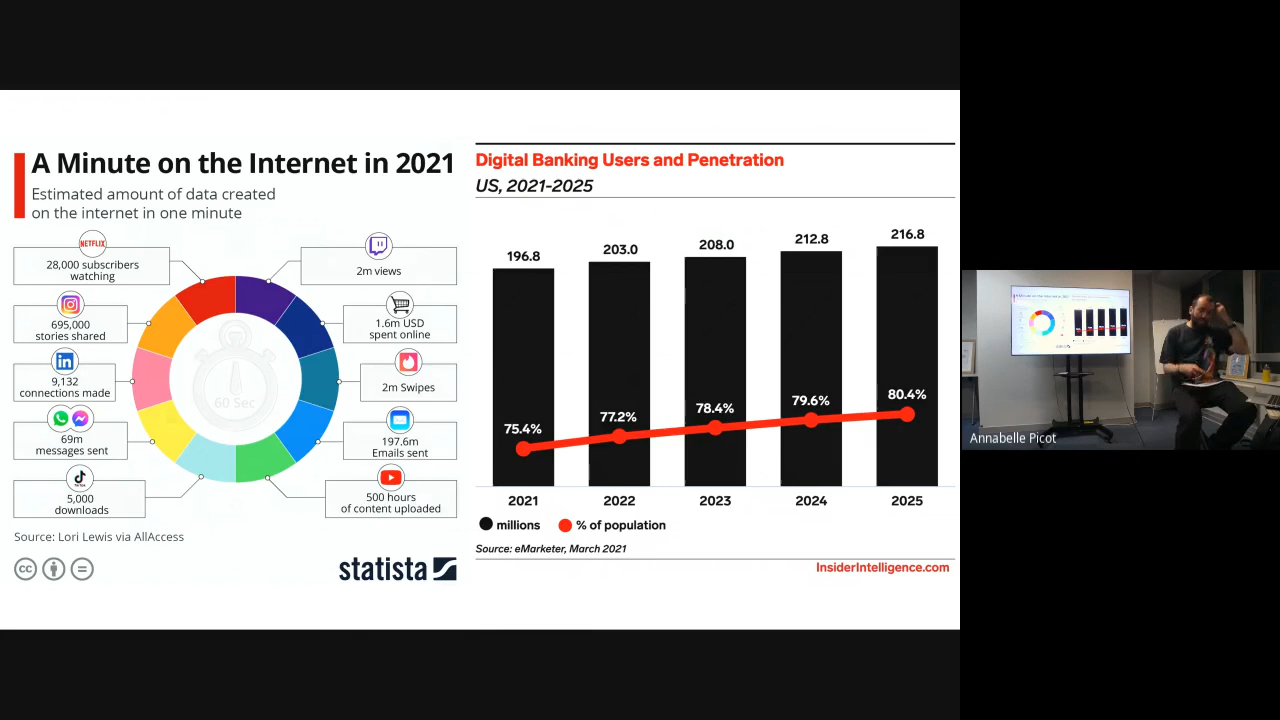 A Minute on the Internet in 2021
Estimated amount of data created
on the internet in one minute
NETFLIX
28,000 subscribers
watching
2m views
695,000
stories shared
1.6m USD
spent online
in
9,132
connections made
2m Swipes
69m
messages sent
197.6m
Emails sent
TikTok
5,000
downloads
500 hours
of content uploaded
60 Sec
Source: Lori Lewis via AllAccess
cc
statista
Digital Banking Users and Penetration
US, 2021-2025
196.8
203.0
208.0
212.8
216.8
75.4%
77.2%
78.4%
79.6%
80.4%
2021
2022
2023
2024
2025
millions
% of population
Source: eMarketer, March 2021
InsiderIntelligence.com
Annabelle Picot